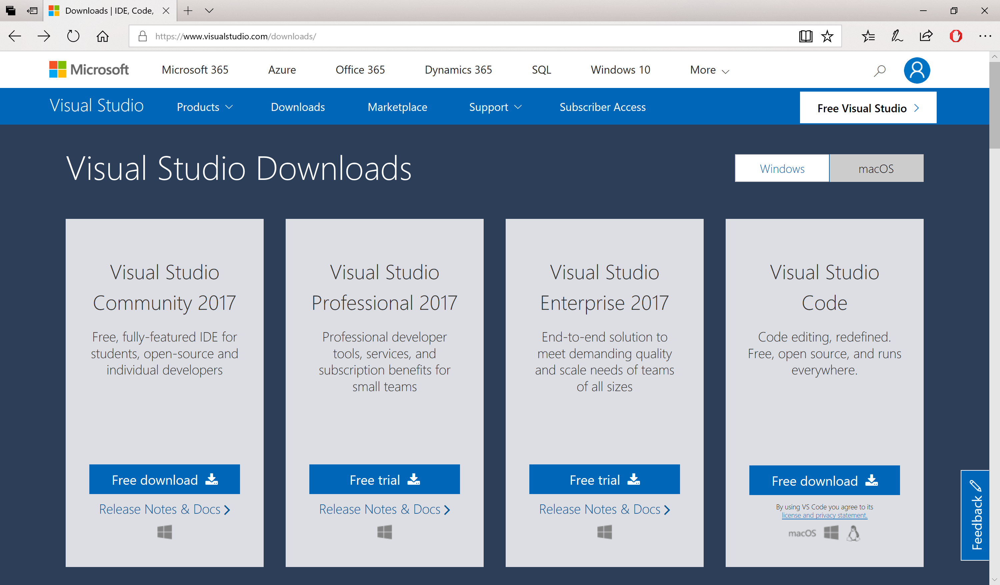 Downloads | IDE, Code,
https://www.visualstudio.com/downloads/
Microsoft Microsoft 365 Azure Office 365 Dynamics 365 SQL Windows 10 More
Visual Studio Products Downloads Marketplace Support Subscriber Access Free Visual Studio
Visual Studio Downloads
Windows macOS
Visual Studio
Community 2017
Free, fully-featured IDE for
students, open-source and
individual developers
Free download
Release Notes & Docs
Visual Studio
Professional 2017
Professional developer
tools, services, and
subscription benefits for
small teams
Free trial
Release Notes & Docs
Visual Studio
Enterprise 2017
End-to-end solution to
meet demanding quality
and scale needs of teams
of all sizes
Free trial
Release Notes & Docs
Visual Studio
Code
Code editing, redefined.
Free, open source, and runs
everywhere.
Free download
By using VS Code you agree to its
license and privacy statement.
macOS
Feedback